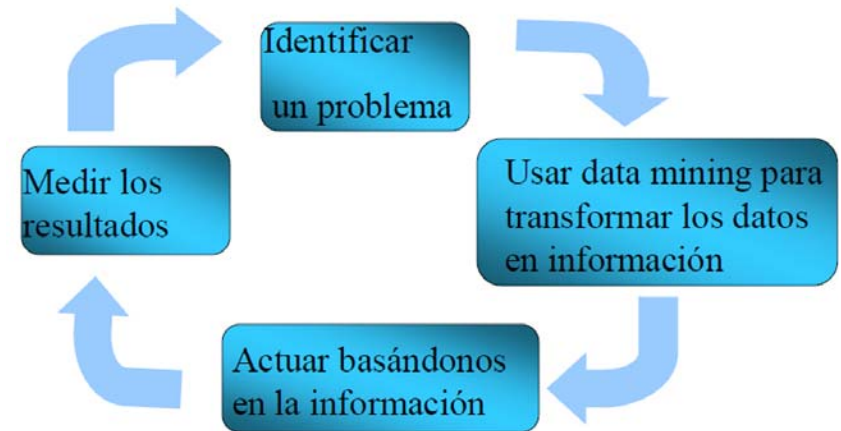 Identificar
un problema
Usar data mining para
transformar los datos
en información
Actuar basándonos
en la información
Medir los
resultados